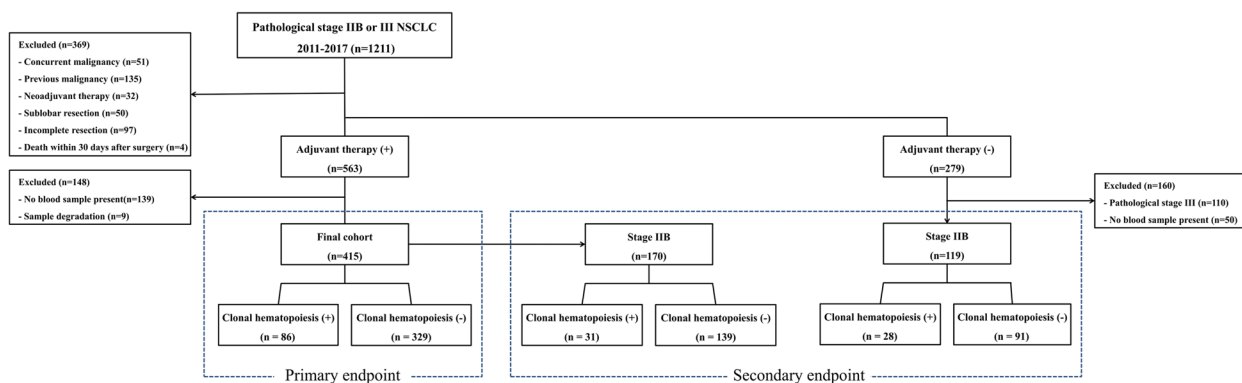 Pathological stage IIB or III NSCLC
2011-2017 (n=1211)
Excluded (n=369)
- Concurrent malignancy (n=51)
- Previous malignancy (n=135)
- Neoadjuvant therapy (n=32)
- Sublobar resection (n=50)
- Incomplete resection (n=97)
- Death within 30 days after surgery (n=4)
Adjuvant therapy (+)
(n=563)
Adjuvant therapy (-)
(n=279)
Excluded (n=148)
- No blood sample present(n=139)
- Sample degradation (n=9)
Excluded (n=160)
- Pathological stage III (n=110)
- No blood sample present (n=50)
Final cohort
(n=415)
Stage IIB
(n=170)
Stage IIB
(n=119)
Clonal hematopoiesis (+)
(n = 86)
Clonal hematopoiesis (-)
(n = 329)
Clonal hematopoiesis (+)
(n = 31)
Clonal hematopoiesis (-)
(n = 139)
Clonal hematopoiesis (+)
(n = 28)
Clonal hematopoiesis (-)
(n = 91)
Primary endpoint
Secondary endpoint